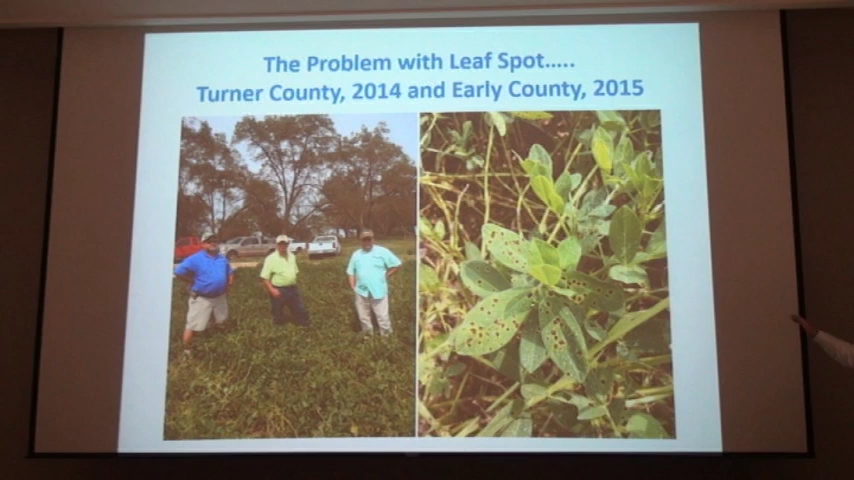 The Problem with Leaf Spot.....
Turner County, 2014 and Early County, 2015